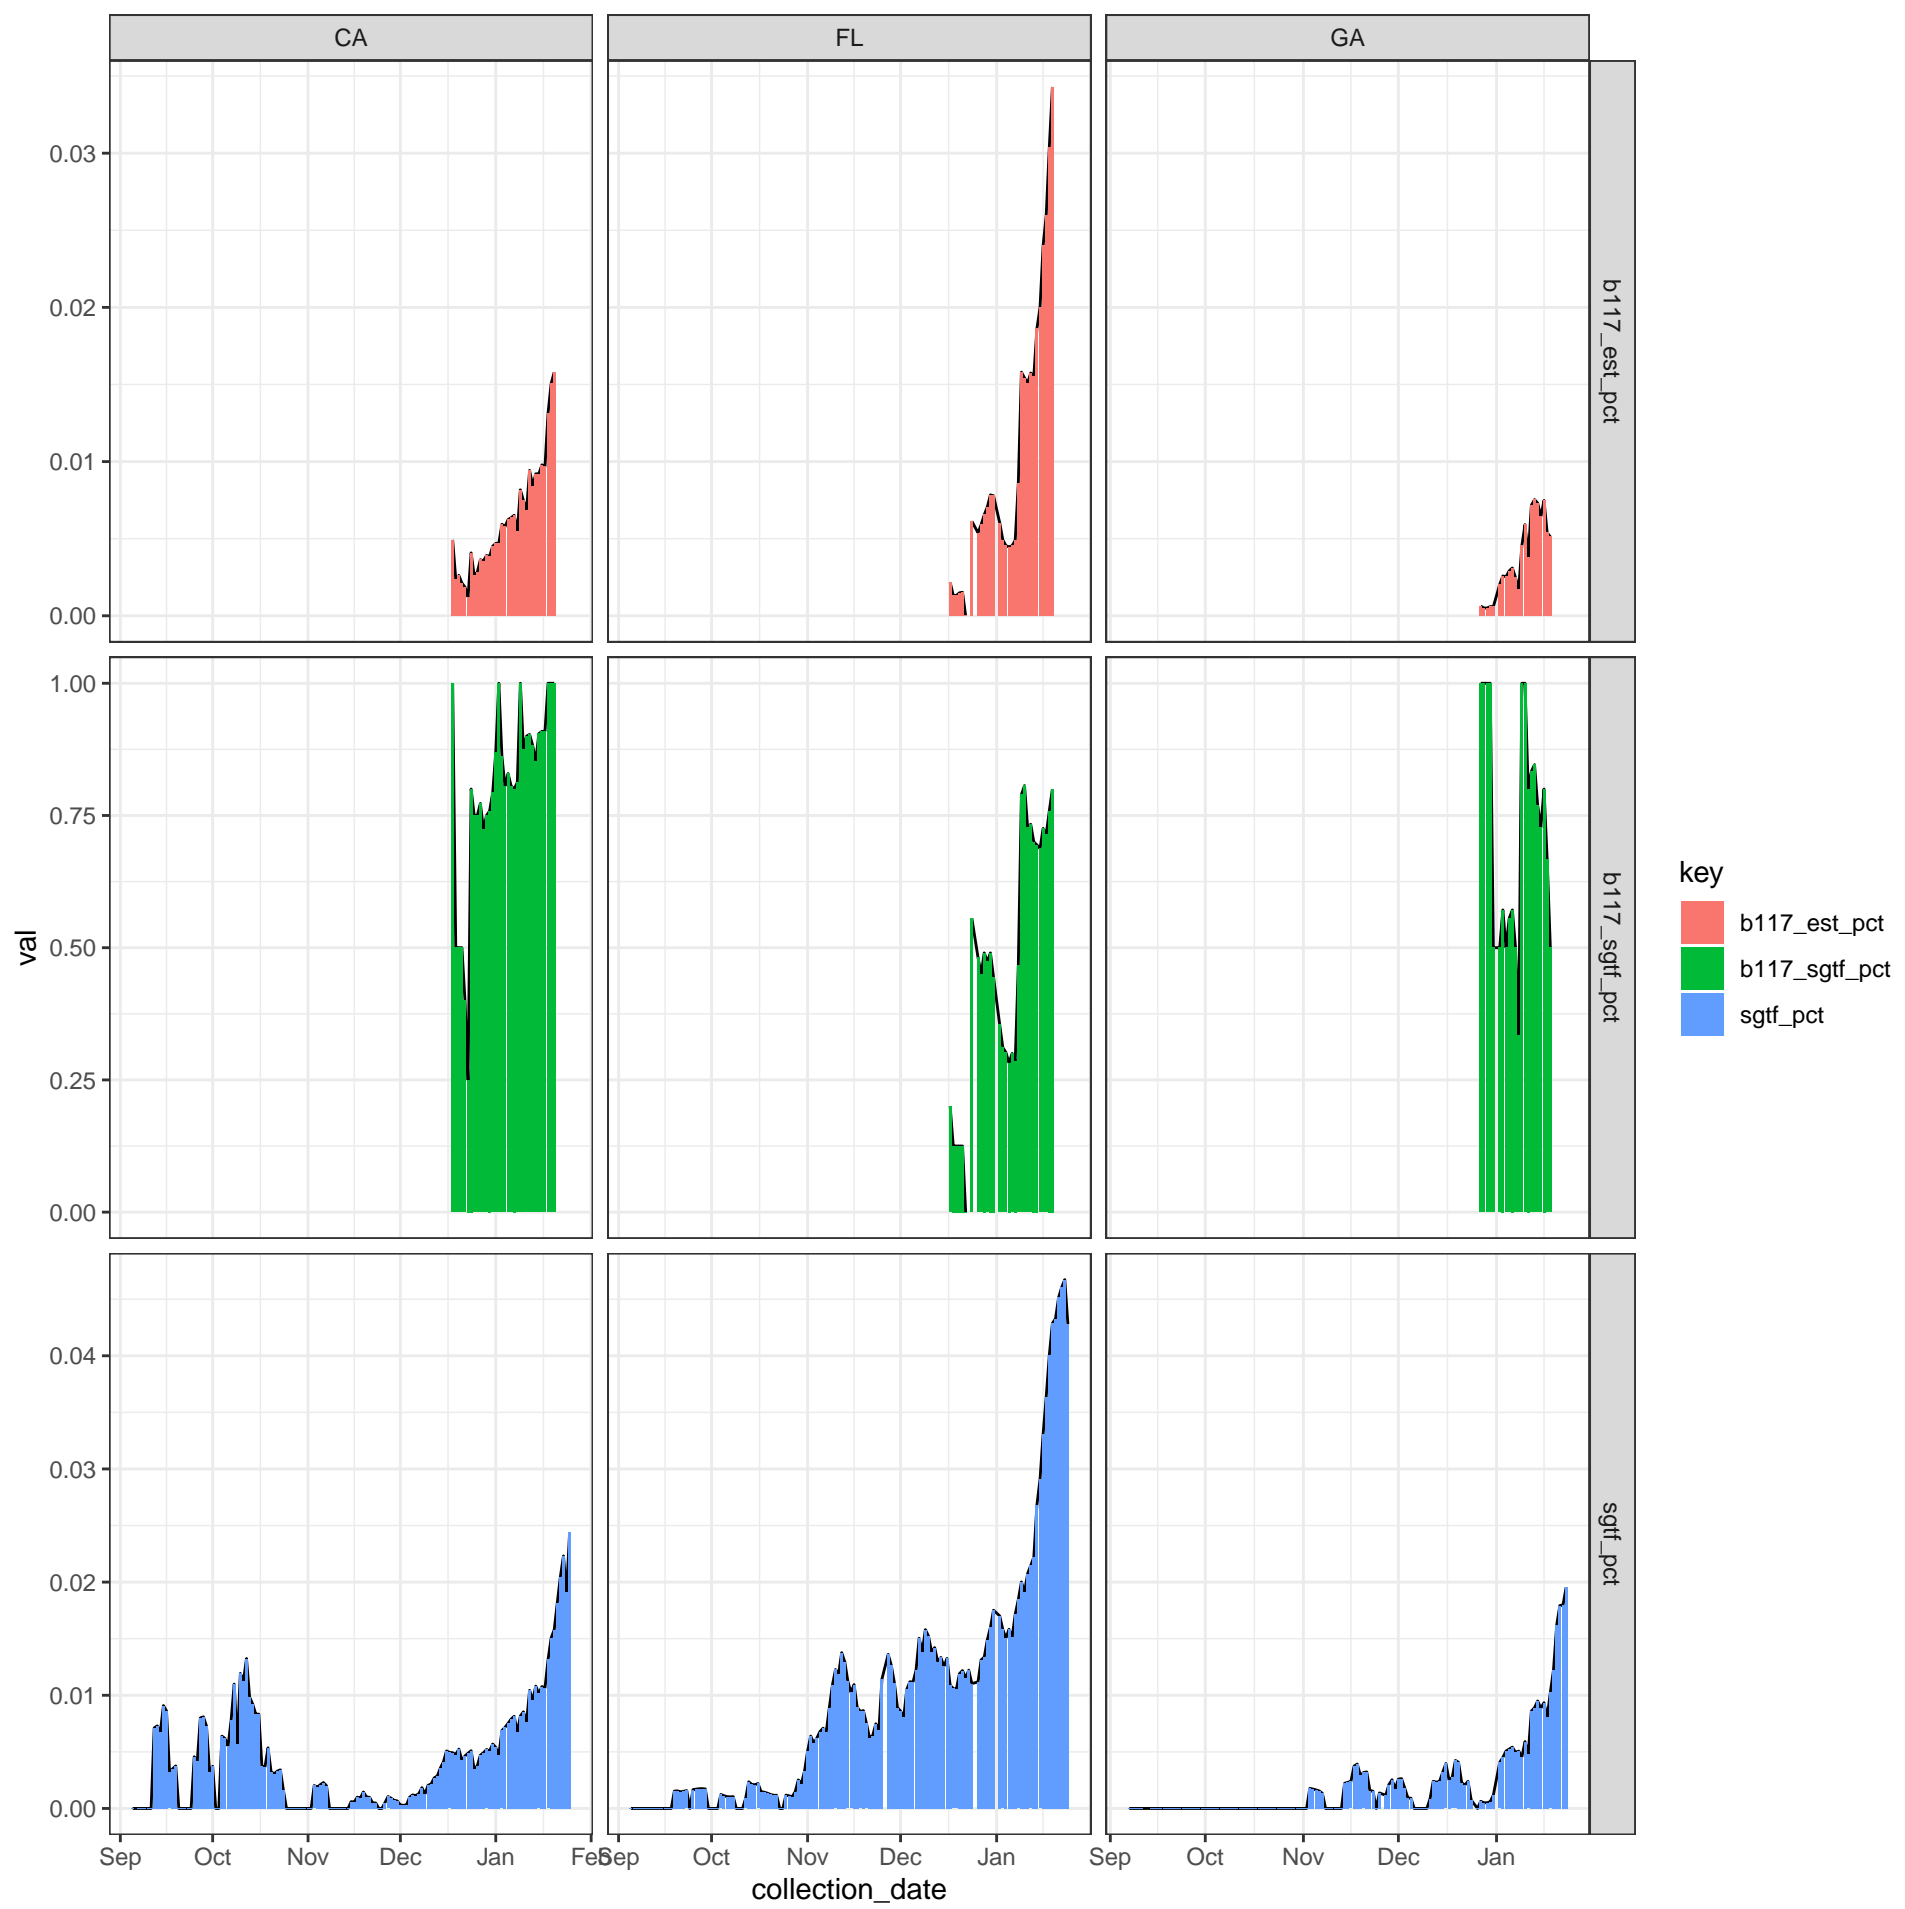 CA
FL
GA
0.03
0.02
0.01
0.00
b117_est_pct
1.00
0.75
0.50
0.25
0.00
b117_sgtf_pct
0.04
0.03
0.02
0.01
0.00
sgtf_pct
val
Sep Oct Nov Dec Jan Feb
Sep Oct Nov Dec Jan
Sep Oct Nov Dec Jan
collection_date
key
b117_est_pct
b117_sgtf_pct
sgtf_pct